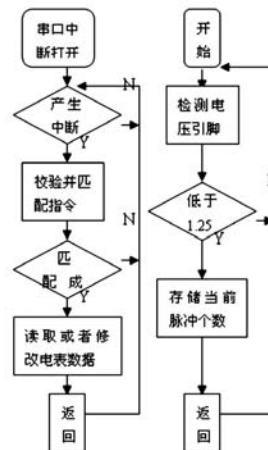 串口中
断打开
N
产生
中断
Y
校验并匹
配指令
N
匹
配 成
Y
读取或者修
改电表数据
返
回
开
始
检测电
压引脚
低于
1.25
Y
存储当前
脉冲个数
返
回